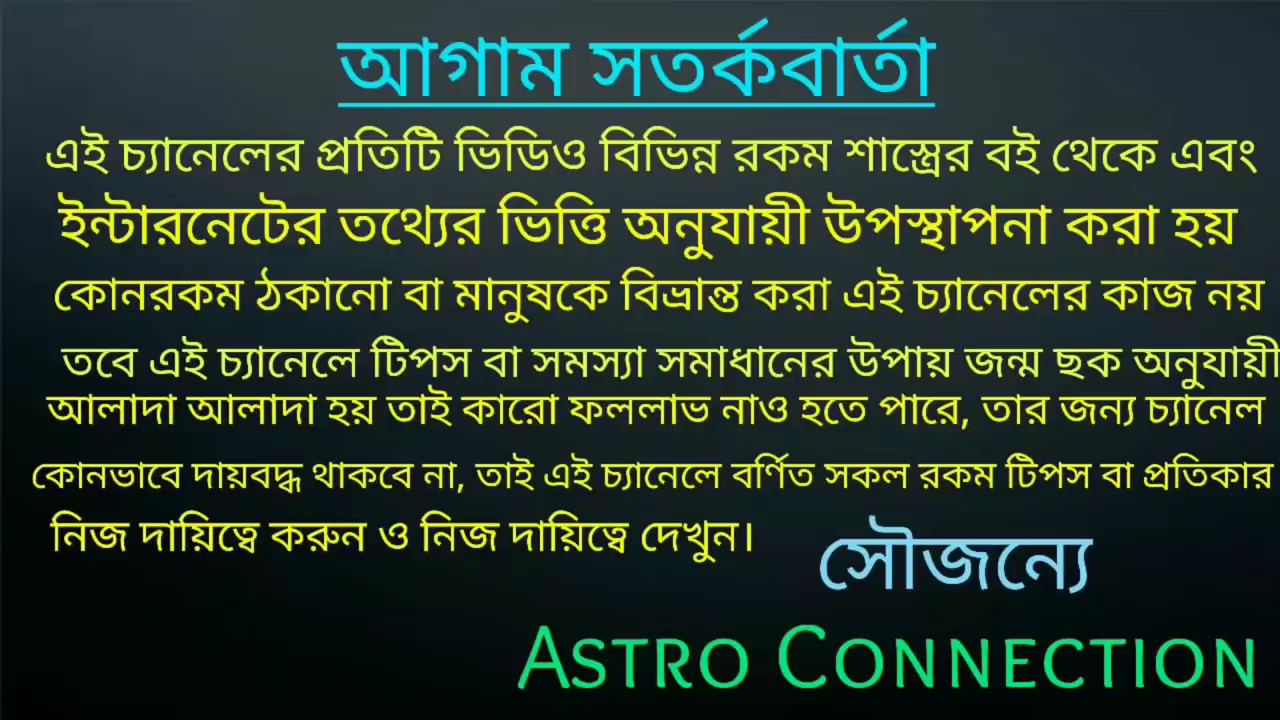 আগাম সতর্কবার্তা
এই চ্যানেলের প্রতিটি ভিডিও বিভিন্ন রকম শাস্ত্রের বই থেকে এবং
ইন্টারনেটের তথ্যের ভিত্তি অনুযায়ী উপস্থাপনা করা হয়
কোনরকম ঠকানো বা মানুষকে বিভ্রান্ত করা এই চ্যানেলের কাজ নয়
তবে এই চ্যানেলে টিপস বা সমস্যা সমাধানের উপায় জন্ম ছক অনুযায়ী
আলাদা আলাদা হয় তাই কারো ফললাভ নাও হতে পারে, তার জন্য চ্যানেল
কোনভাবে দায়বদ্ধ থাকবে না, তাই এই চ্যানেলে বর্ণিত সকল রকম টিপস বা প্রতিকার
নিজ দায়িত্বে করুন ও নিজ দায়িত্বে দেখুন।
সৌজন্যে
ASTRO CONNECTION